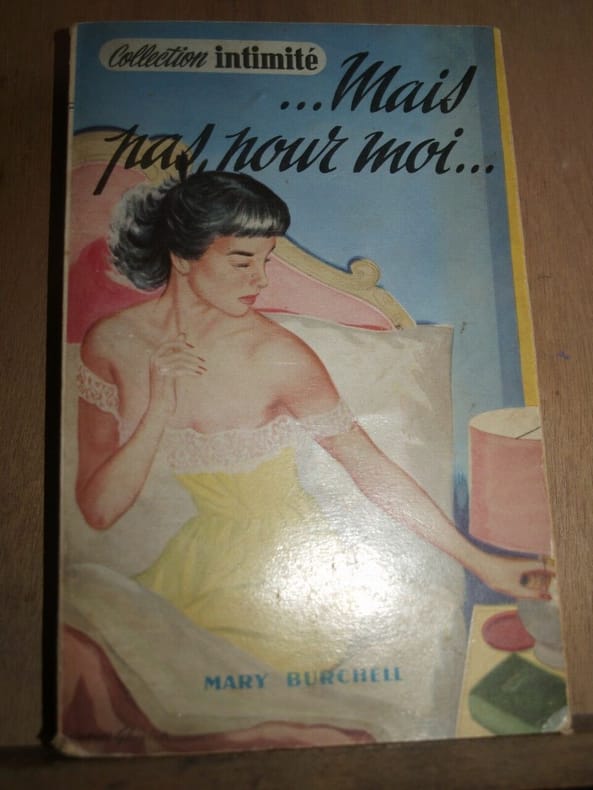 Collection intimité
...Mais
pas pour moi...
MARY BURCHELL